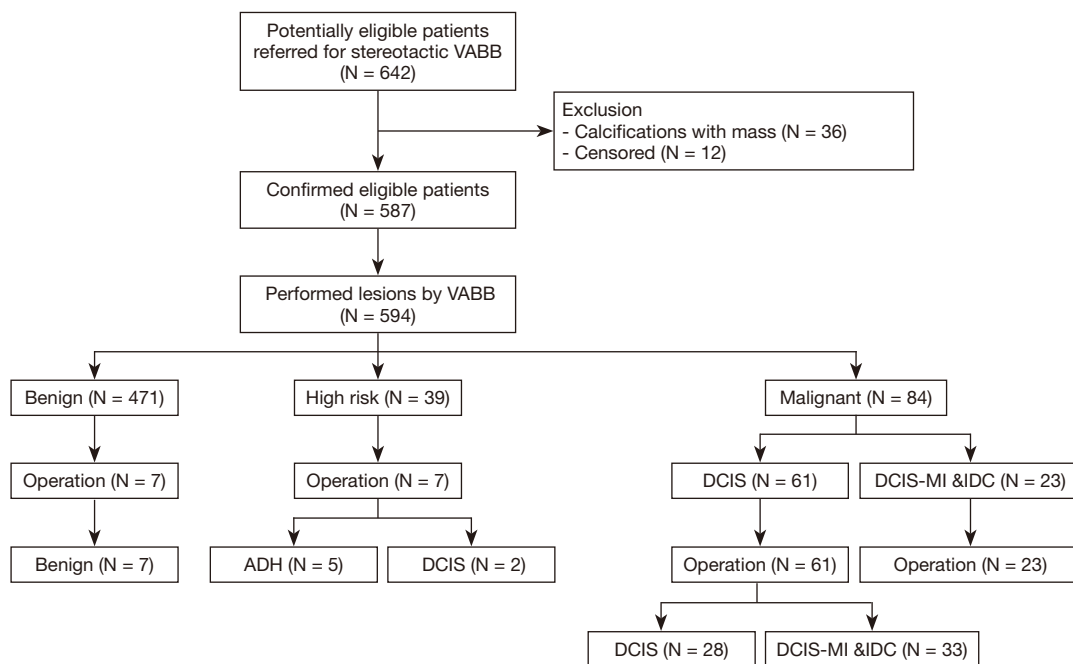 Potentially eligible patients
referred for stereotactic VABB
(N = 642)
Exclusion
- Calcifications with mass (N = 36)
- Censored (N = 12)
Confirmed eligible patients
(N = 587)
Performed lesions by VABB
(N = 594)
Benign (N = 471)
High risk (N = 39)
Malignant (N = 84)
Operation (N = 7)
Operation (N = 7)
DCIS (N = 61)
DCIS-MI &IDC (N = 23)
Benign (N = 7)
ADH (N = 5)
DCIS (N = 2)
Operation (N = 61)
Operation (N = 23)
DCIS (N = 28)
DCIS-MI &IDC (N = 33)